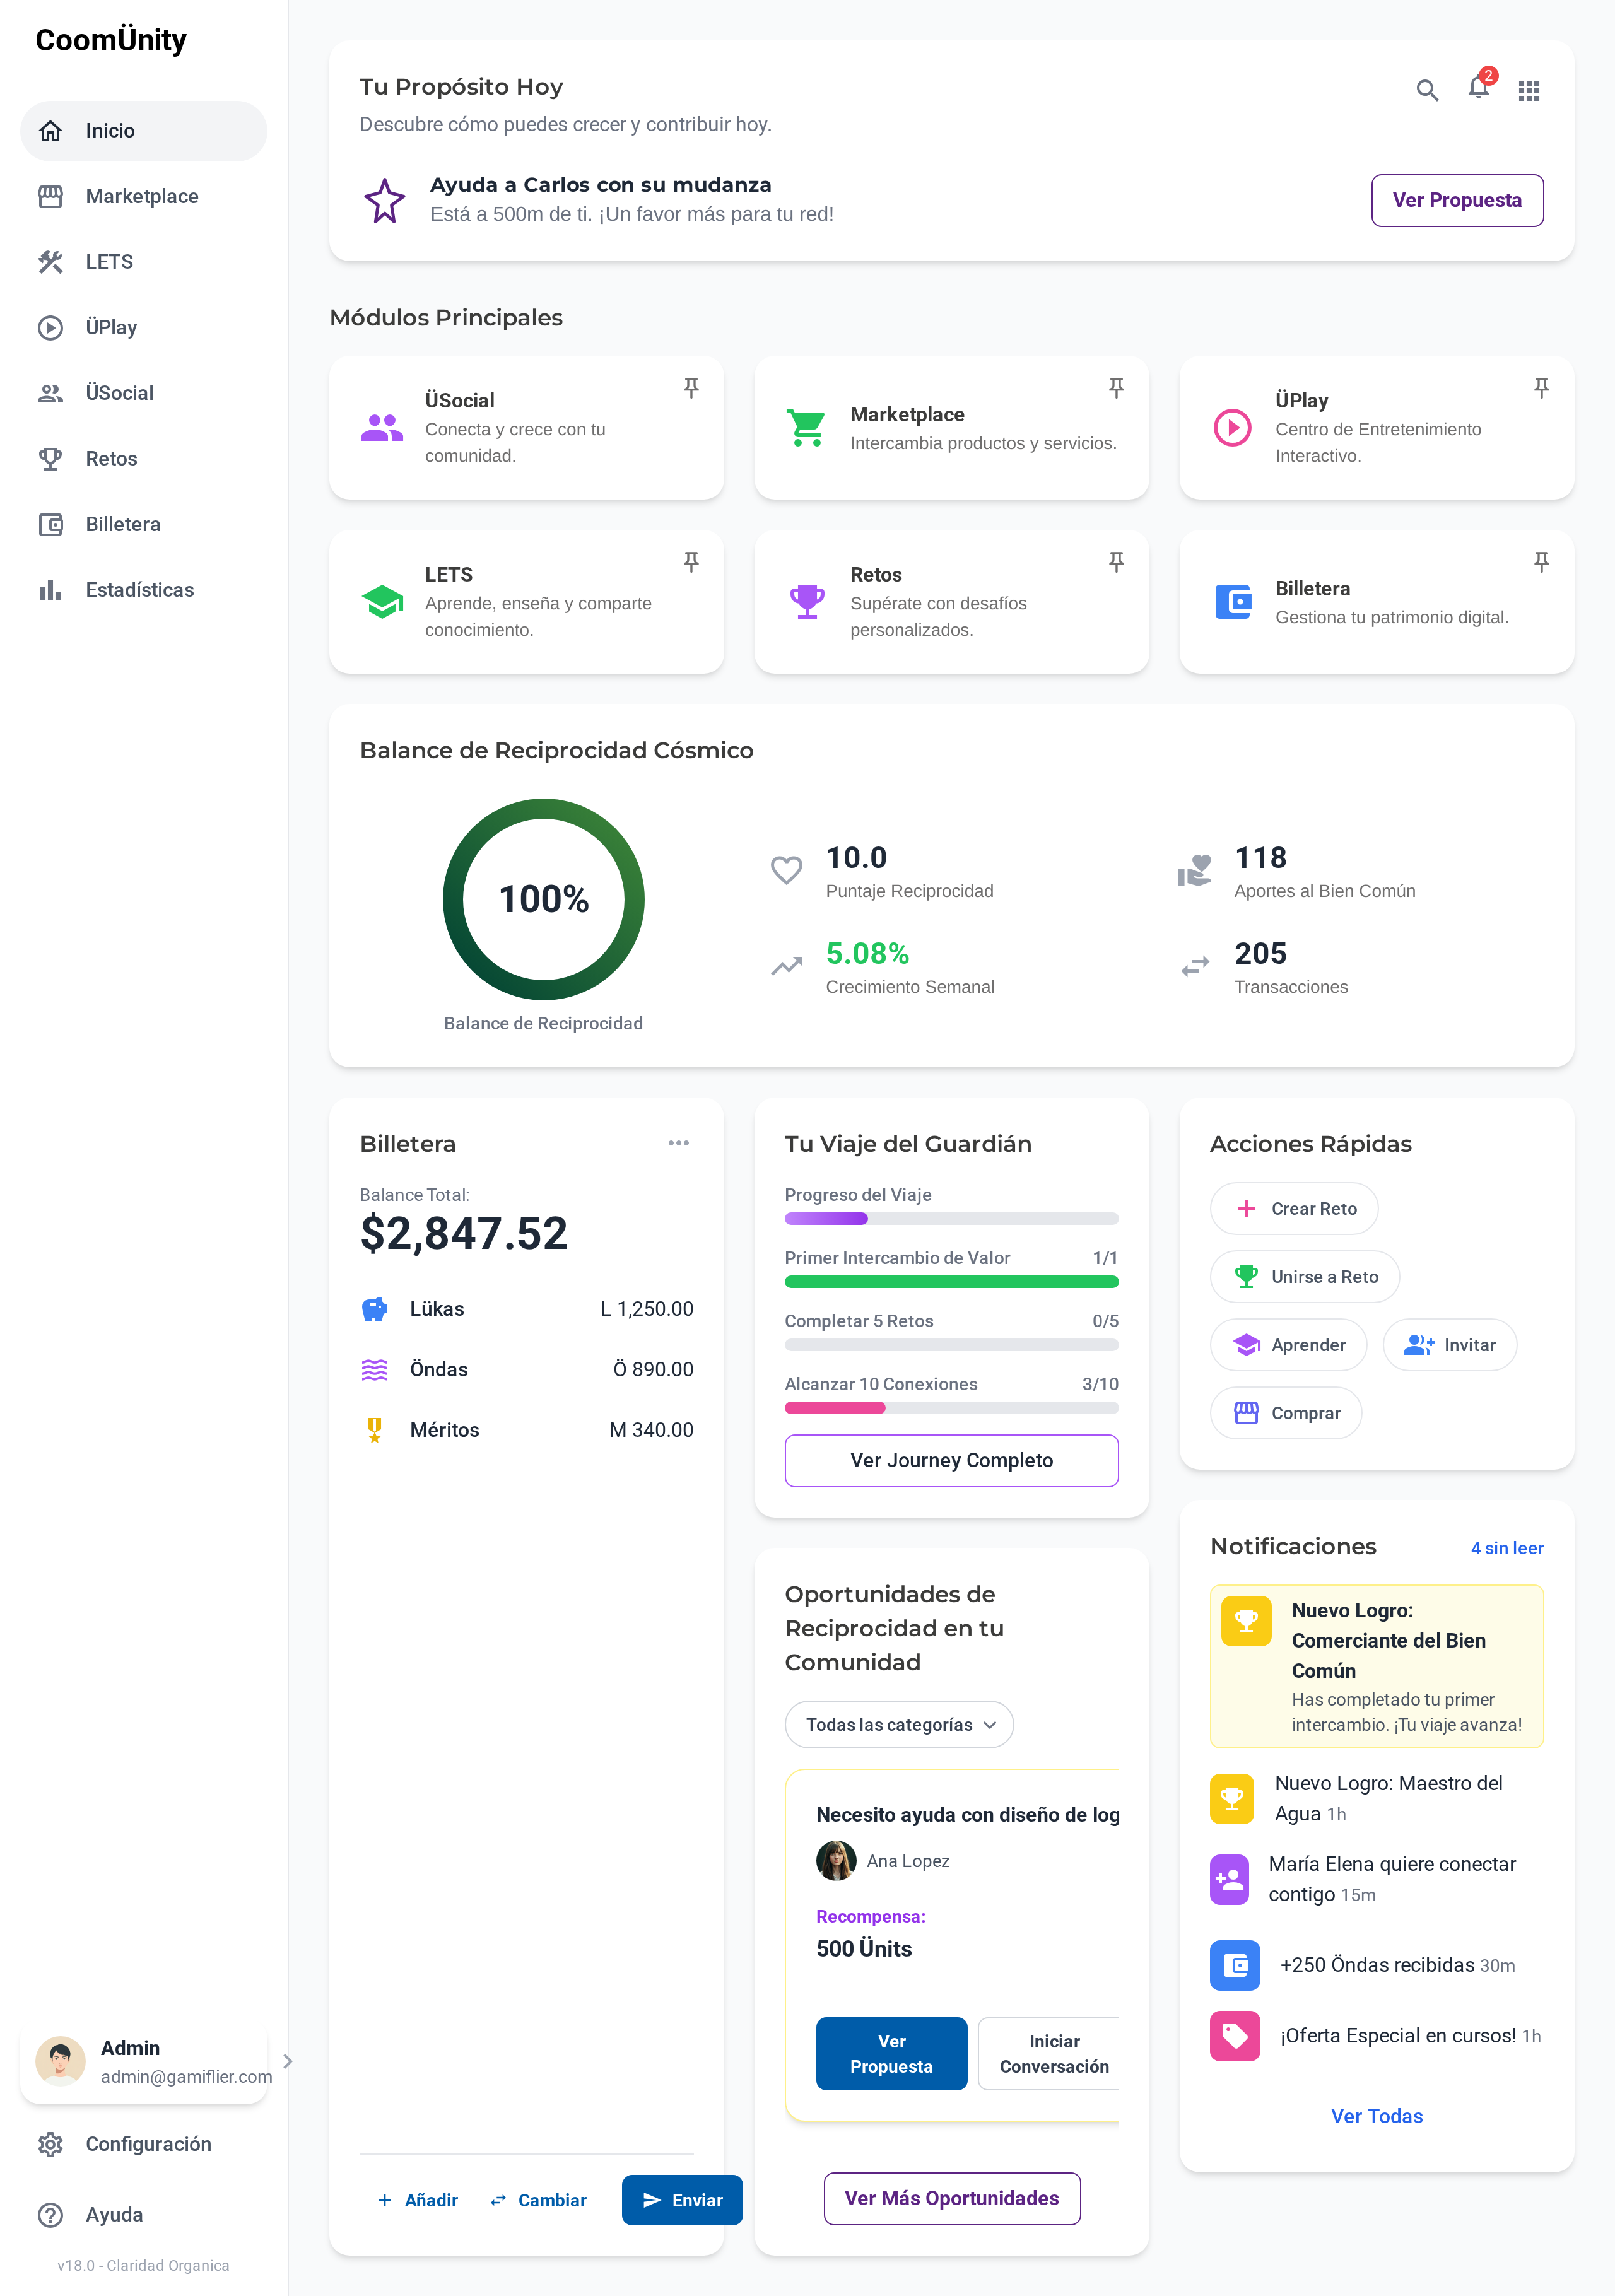 CoomÜnity
Inicio
Marketplace
LETS
ÜPlay
ÜSocial
Retos
Billetera
Estadísticas
Admin
admin@gamiflier.com
Configuración
Ayuda
v18.0 - Claridad Organica
Tu Propósito Hoy
2
Descubre cómo puedes crecer y contribuir hoy.
Ayuda a Carlos con su mudanza
Está a 500m de ti. ¡Un favor más para tu red!
Ver Propuesta
Módulos Principales
ÜSocial
Conecta y crece con tu
comunidad.
Marketplace
Intercambia productos y servicios.
ÜPlay
Centro de Entretenimiento
Interactivo.
LETS
Aprende, enseña y comparte
conocimiento.
Retos
Supérate con desafíos
personalizados.
Billetera
Gestiona tu patrimonio digital.
Balance de Reciprocidad Cósmico
100%
Balance de Reciprocidad
10.0
Puntaje Reciprocidad
118
Aportes al Bien Común
5.08%
Crecimiento Semanal
205
Transacciones
Billetera
Balance Total:
$2,847.52
Lükas L 1,250.00
Öndas Ö 890.00
Méritos M 340.00
Añadir Cambiar Enviar
Tu Viaje del Guardián
Progreso del Viaje
Primer Intercambio de Valor 1/1
Completar 5 Retos 0/5
Alcanzar 10 Conexiones 3/10
Ver Journey Completo
Oportunidades de
Reciprocidad en tu
Comunidad
Todas las categorías
Necesito ayuda con diseño de log
Ana Lopez
Recompensa:
500 Ünits
Ver
Propuesta
Iniciar
Conversación
Ver Más Oportunidades
Acciones Rápidas
Crear Reto
Unirse a Reto
Aprender Invitar
Comprar
Notificaciones 4 sin leer
Nuevo Logro:
Comerciante del Bien
Común
Has completado tu primer
intercambio. ¡Tu viaje avanza!
Nuevo Logro: Maestro del
Agua 1h
María Elena quiere conectar
contigo 15m
+250 Öndas recibidas 30m
¡Oferta Especial en cursos! 1h
Ver Todas